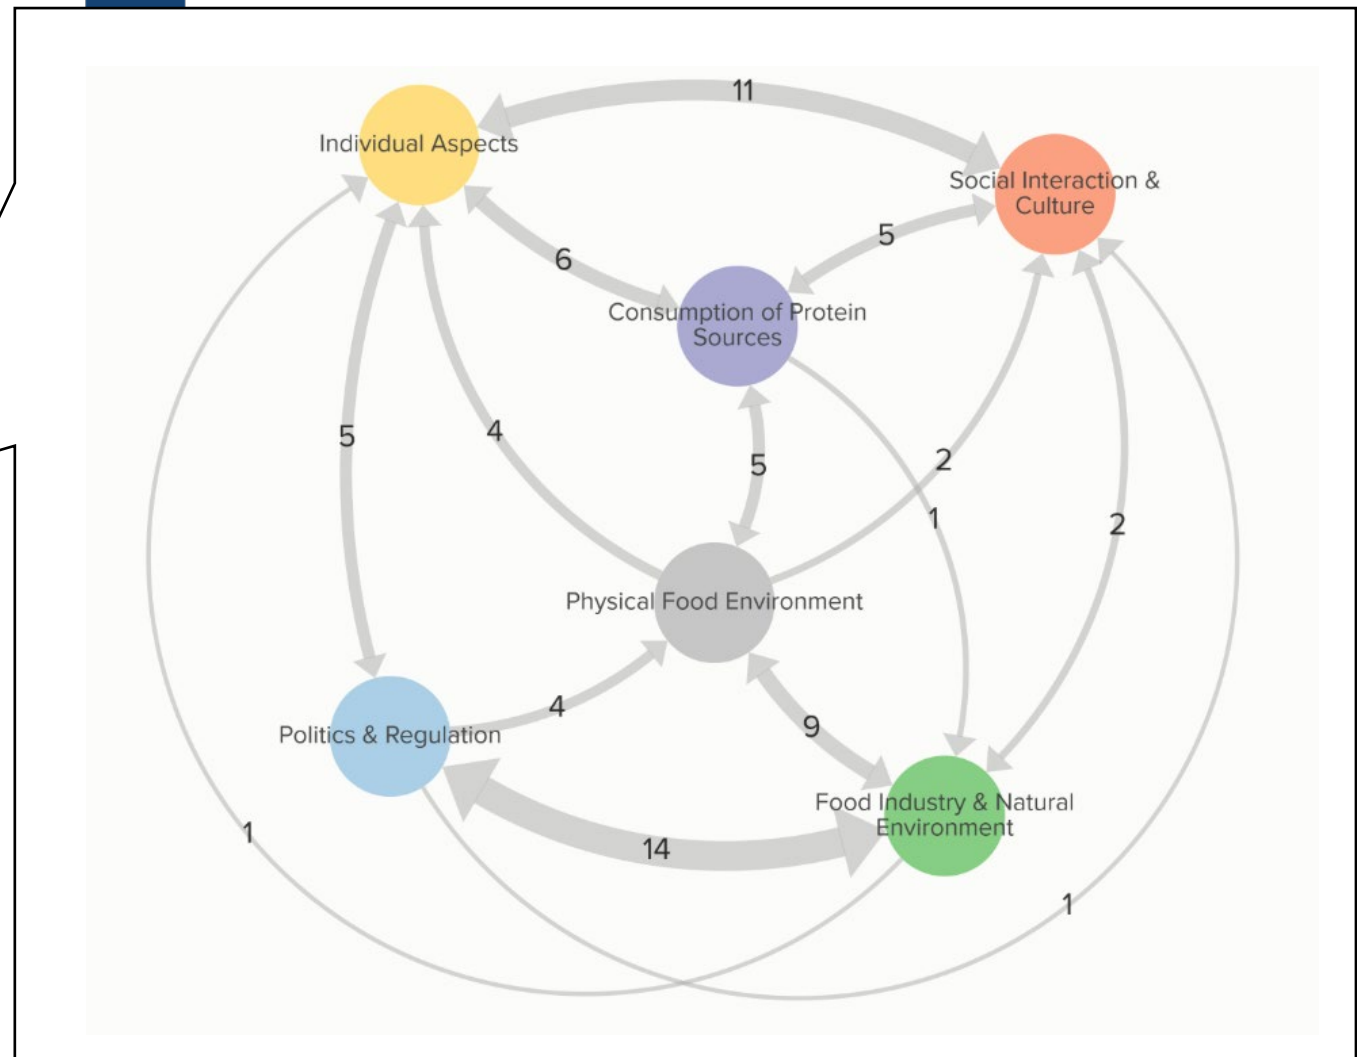 11
Individual Aspects
Social Interaction &
Culture
5
6
Consumption of Protein
Sources
5
4
2
5
1
2
Physical Food Environment
4
9
Politics & Regulation
Food Industry & Natural
Environment
1
14
1